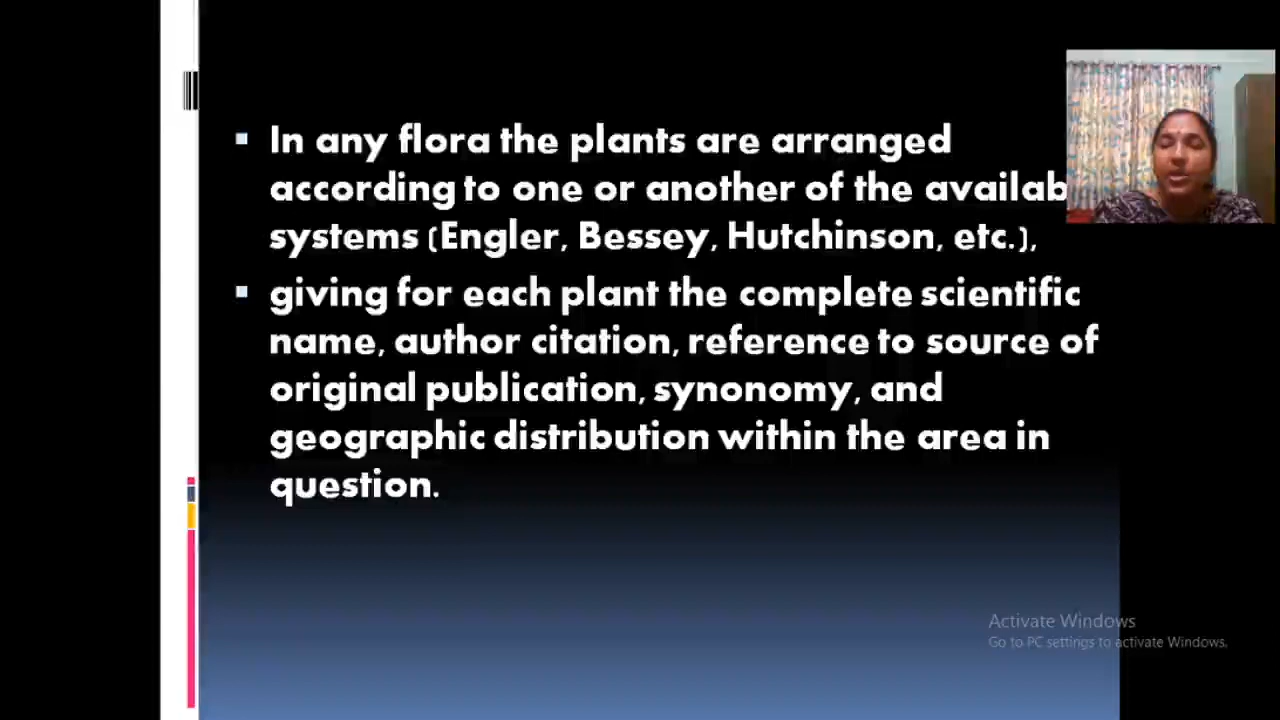 In any flora the plants are arranged
according to one or another of the availab
systems (Engler, Bessey, Hutchinson, etc.),
giving for each plant the complete scientific
name, author citation, reference to source of
original publication, synonomy, and
geographic distribution within the area in
question.
Activate Windows
Go to PC settings to activate Windows.